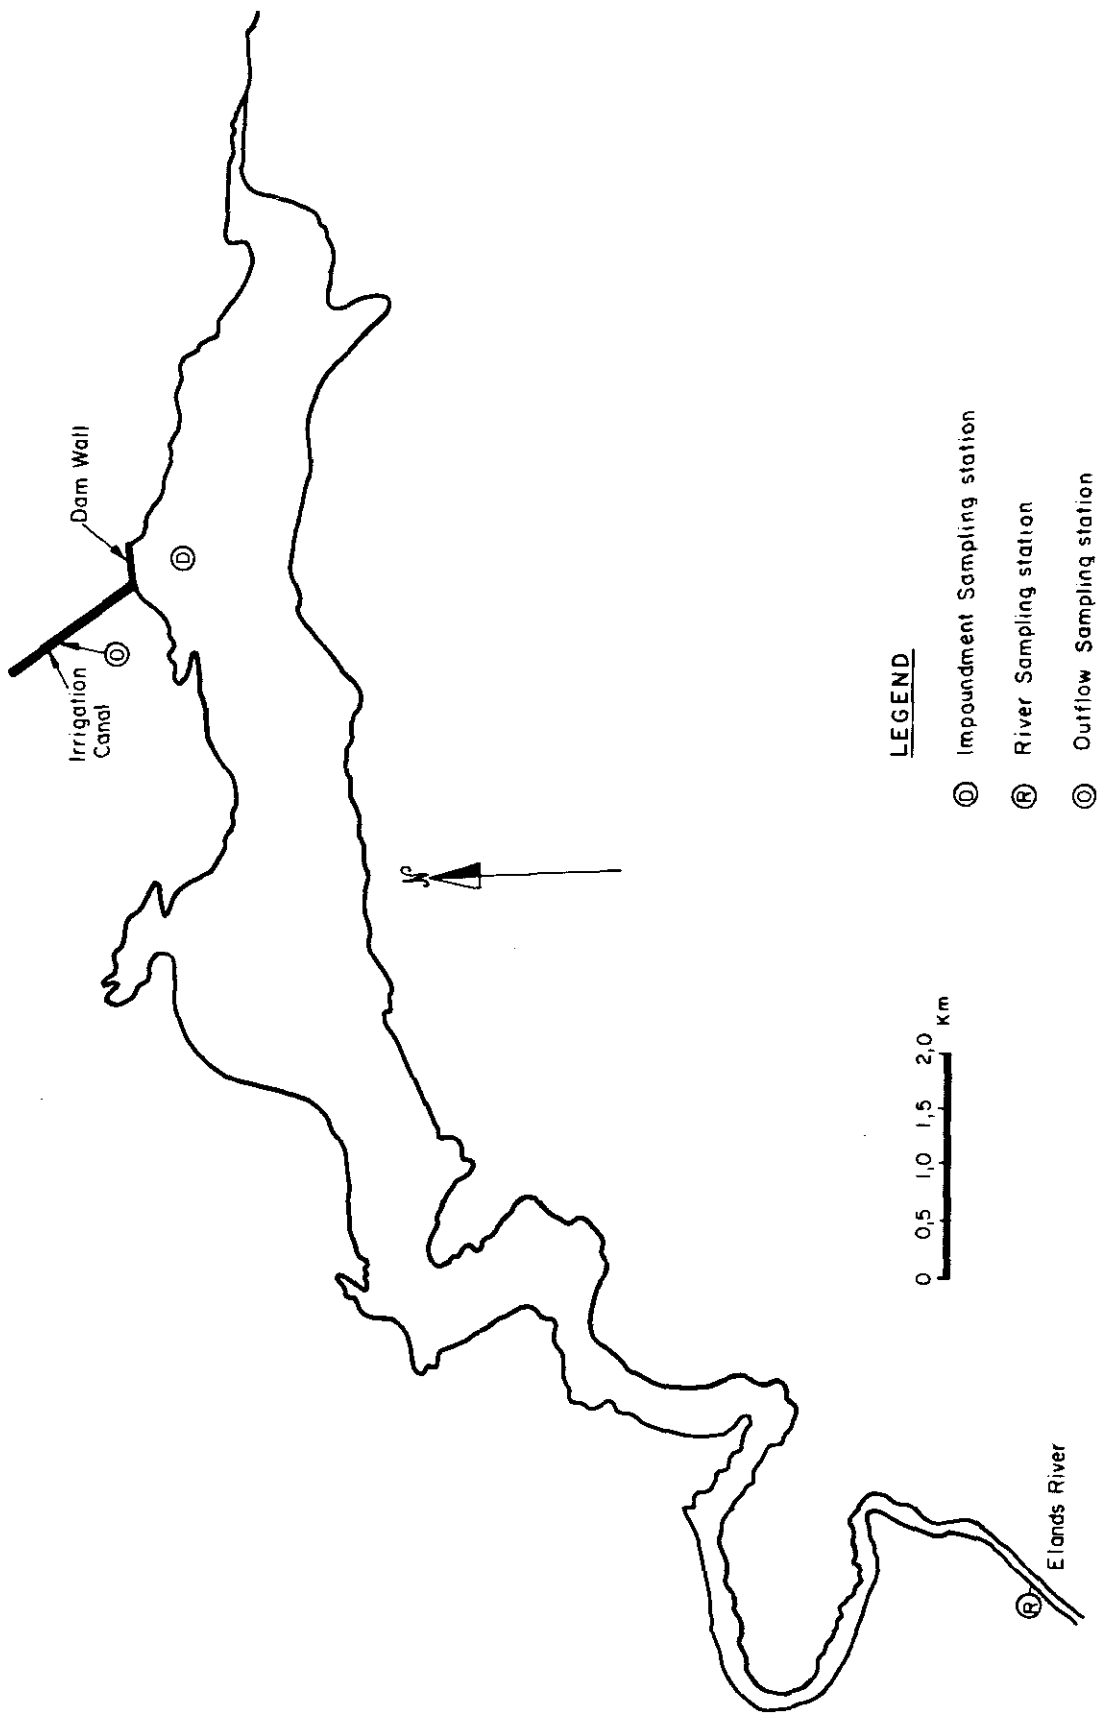 Dam Wall
Irrigation
Canal
O
D
N
R
Elands River
0 0,5 1,0 1,5 2,0 Km
LEGEND
D Impoundment Sampling station
R River Sampling station
O Outflow Sampling station